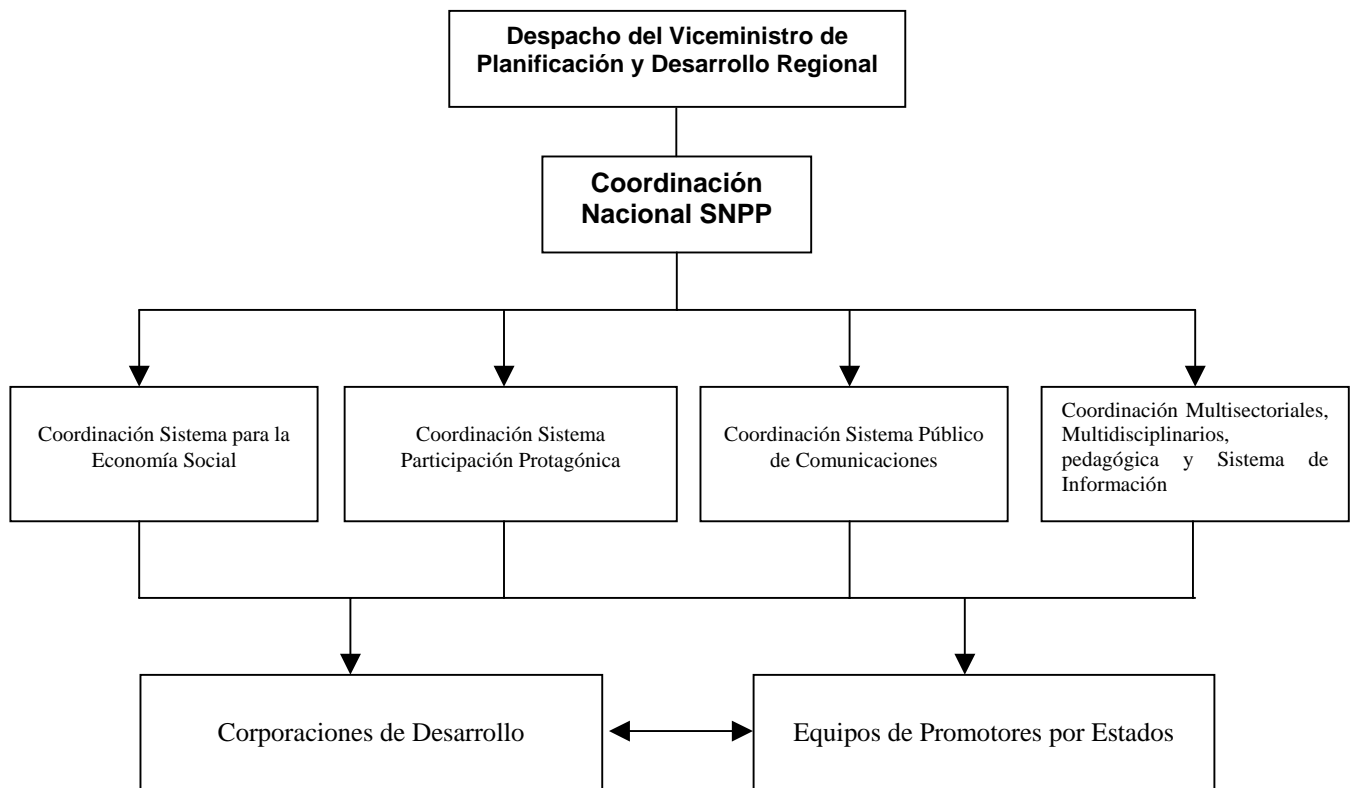 Despacho del Viceministro de
Planificación y Desarrollo Regional
Coordinación
Nacional SNPP
Coordinación Sistema para la
Economía Social
Coordinación Sistema
Participación Protagónica
Coordinación Sistema Público
de Comunicaciones
Coordinación Multisectoriales,
Multidisciplinarios,
pedagógica y Sistema de
Información
Corporaciones de Desarrollo
Equipos de Promotores por Estados